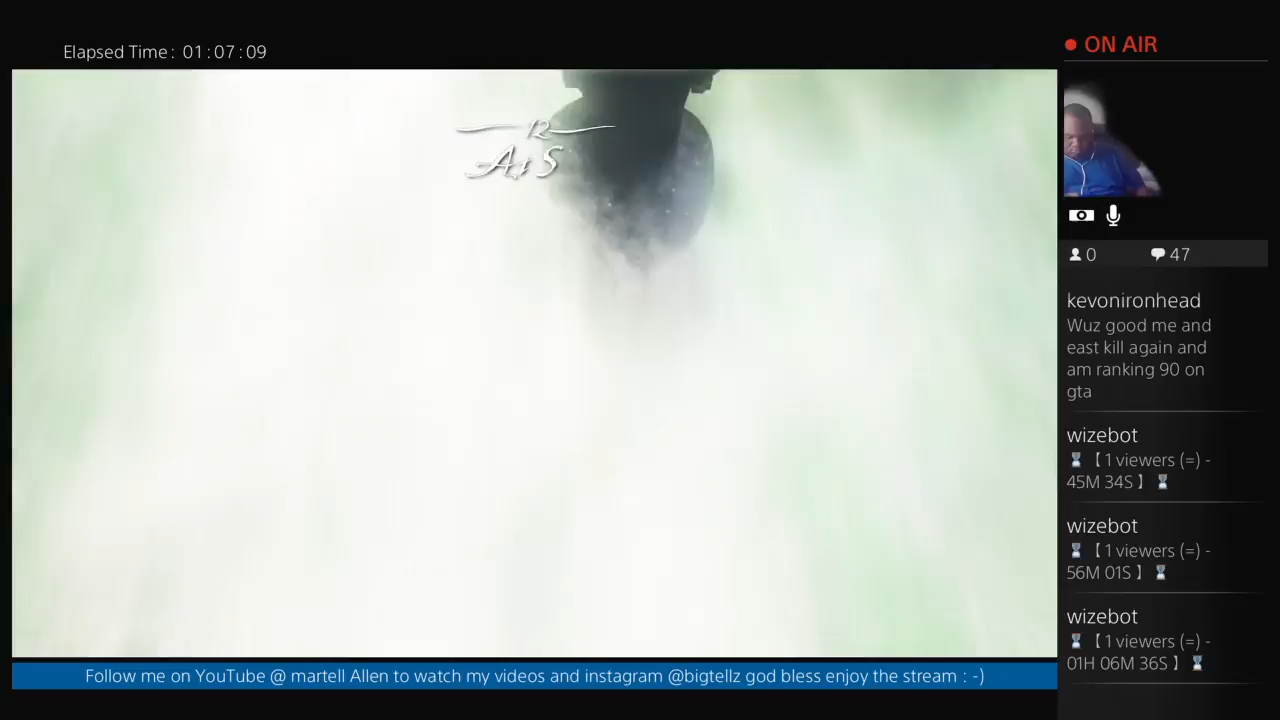 Elapsed Time: 01:07:09
ON AIR
12
0 47
kevonironhead
Wuz good me and
east kill again and
am ranking 90 on
gta
wizebot
⌛【1 viewers (=) -
45M 34S 】 ⌛
wizebot
⌛【1 viewers (=) -
56M 01S 】 ⌛
wizebot
⌛【1 viewers (=) -
01H 06M 36S 】 ⌛
Follow me on YouTube @ martell Allen to watch my videos and instagram @bigtellz god bless enjoy the stream : -)